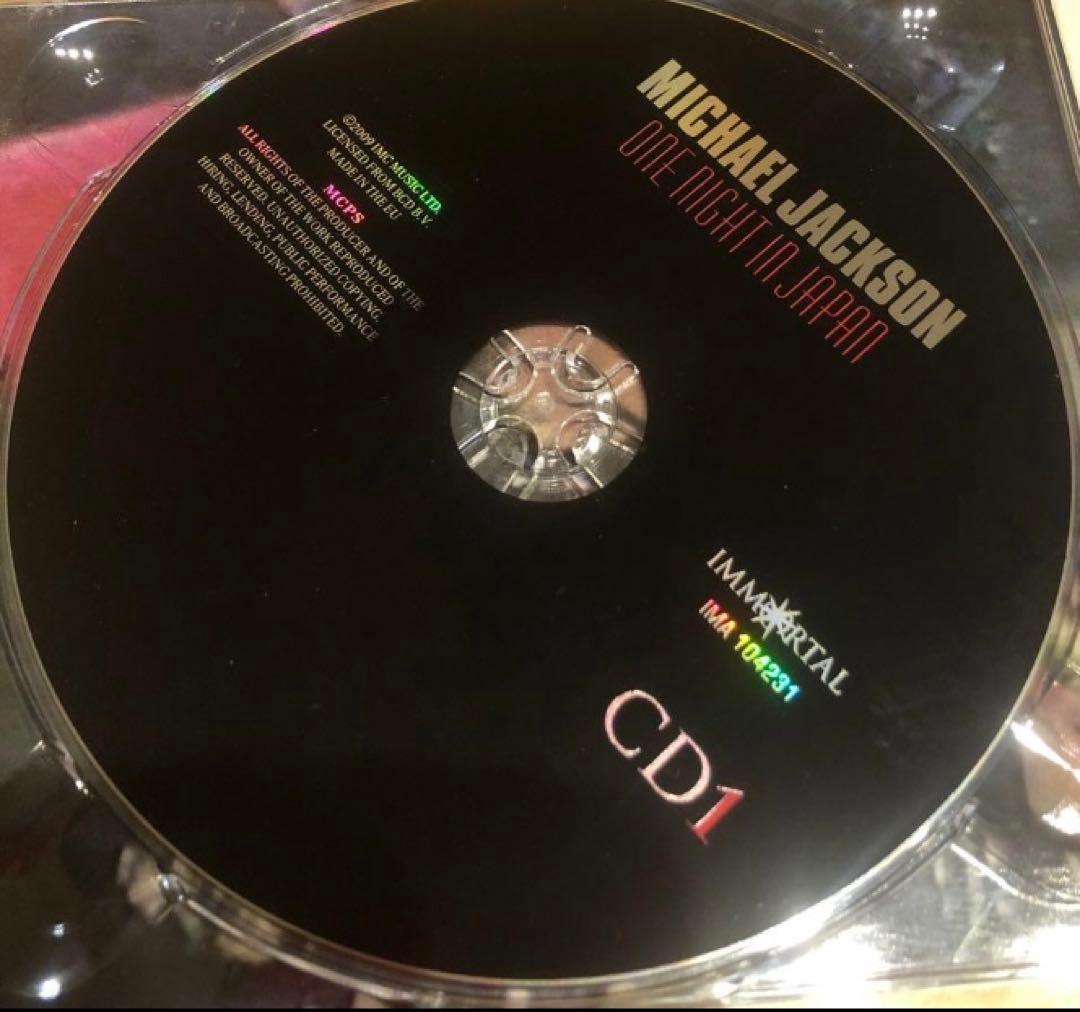 MICHAEL JACKSON
ONE NIGHT IN JAPAN
©2009 IMC MUSIC LTD.
LICENSED FROM BCD B.V.
MADE IN THE EU
MCPS
ALL RIGHTS OF THE PRODUCER AND OF THE
OWNER OF THE WORK REPRODUCED
RESERVED. UNAUTHORIZED COPYING,
HIRING, LENDING, PUBLIC PERFORMANCE
AND BROADCASTING PROHIBITED.
IMMORTAL
IMA 104231
CD1